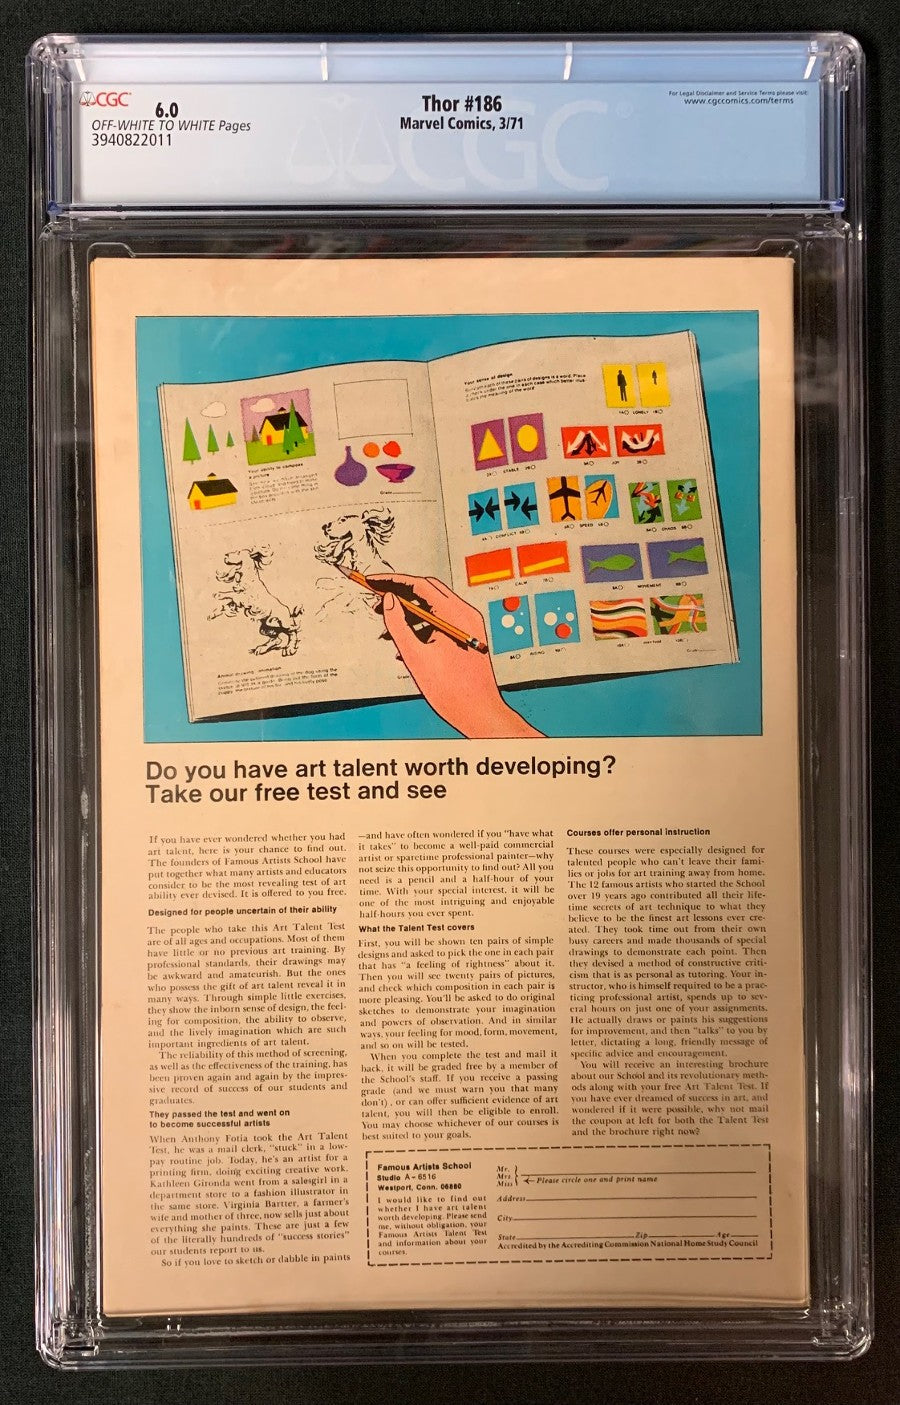 CGC
6.0
OFF-WHITE TO WHITE Pages
3940822011
Thor #186
Marvel Comics, 3/71
For Legal Disclaimer and Service Terms please visit:
www.cgccomics.com/terms
CGC
Your ability to compose
a picture
Grade
Animal drawing, animation
Grade
Your sense of design
LONELY
STABLE
JOY
CONFLICT
SPEED
CHAOS
CALM
MOVEMENT
RISING
Grade
Do you have art talent worth developing?
Take our free test and see
If you have ever wondered whether you had
art talent, here is your chance to find out.
The founders of Famous Artists School have
put together what many artists and educators
consider to be the most revealing test of art
ability ever devised. It is offered to you free.
Designed for people uncertain of their ability
The people who take this Art Talent Test
are of all ages and occupations. Most of them
have little or no previous art training. By
professional standards, their drawings may
be awkward and amateurish. But the ones
who possess the gift of art talent reveal it in
many ways. Through simple little exercises,
they show the inborn sense of design, the feel-
ing for composition, the ability to observe,
and the lively imagination which are such
important ingredients of art talent.
The reliability of this method of screening,
as well as the effectiveness of the training, has
been proven again and again by the impres-
sive record of success of our students and
graduates.
They passed the test and went on
to become successful artists
When Anthony Fotia took the Art Talent
Test, he was a mail clerk, "stuck" in a low-
pay routine job. Today, he's an artist for a
printing firm, doing exciting creative work.
Kathleen Gironda went from a salesgirl in a
department store to a fashion illustrator in
the same store. Virginia Bartter, a farmer's
wife and mother of three, now sells just about
everything she paints. These are just a few
of the literally hundreds of "success stories"
our students report to us.
So if you love to sketch or dabble in paints
—and have often wondered if you "have what
it takes" to become a well-paid commercial
artist or sparetime professional painter—why
not seize this opportunity to find out? All you
need is a pencil and a half-hour of your
time. With your special interest, it will be
one of the most intriguing and enjoyable
half-hours you ever spent.
What the Talent Test covers
First, you will be shown ten pairs of simple
designs and asked to pick the one in each pair
that has "a feeling of rightness" about it.
Then you will see twenty pairs of pictures,
and check which composition in each pair is
more pleasing. You'll be asked to do original
sketches to demonstrate your imagination
and powers of observation. And in similar
ways, your feeling for mood, form, movement,
and so on will be tested.
When you complete the test and mail it
back, it will be graded free by a member of
the School's staff. If you receive a passing
grade (and we must warn you that many
don't), or can offer sufficient evidence of art
talent, you will then be eligible to enroll.
You may choose whichever of our courses is
best suited to your goals.
Courses offer personal instruction
These courses were especially designed for
talented people who can't leave their fami-
lies or jobs for art training away from home.
The 12 famous artists who started the School
over 19 years ago contributed all their life-
time secrets of art technique to what they
believe to be the finest art lessons ever cre-
ated. They took time out from their own
busy careers and made thousands of special
drawings to demonstrate each point. Then
they devised a method of constructive criti-
cism that is as personal as tutoring. Your in-
structor, who is himself required to be a prac-
ticing professional artist, spends up to sev-
eral hours on just one of your assignments.
He actually draws or paints his suggestions
for improvement, and then "talks" to you by
letter, dictating a long, friendly message of
specific advice and encouragement.
You will receive an interesting brochure
about our School and its revolutionary meth-
ods along with your free Art Talent Test. If
you have ever dreamed of success in art, and
wondered if it were possible, why not mail
the coupon at left for both the Talent Test
and the brochure right now?
Famous Artists School
Studio A-6516
Westport, Conn. 06880
I would like to find out
whether I have art talent
worth developing. Please send
me, without obligation, your
Famous Artists Talent Test
and information about your
courses.
Mr.
Mrs.
Miss
Please circle one and print name
Address
City
State Zip Age
Accredited by the Accrediting Commission National Home Study Council